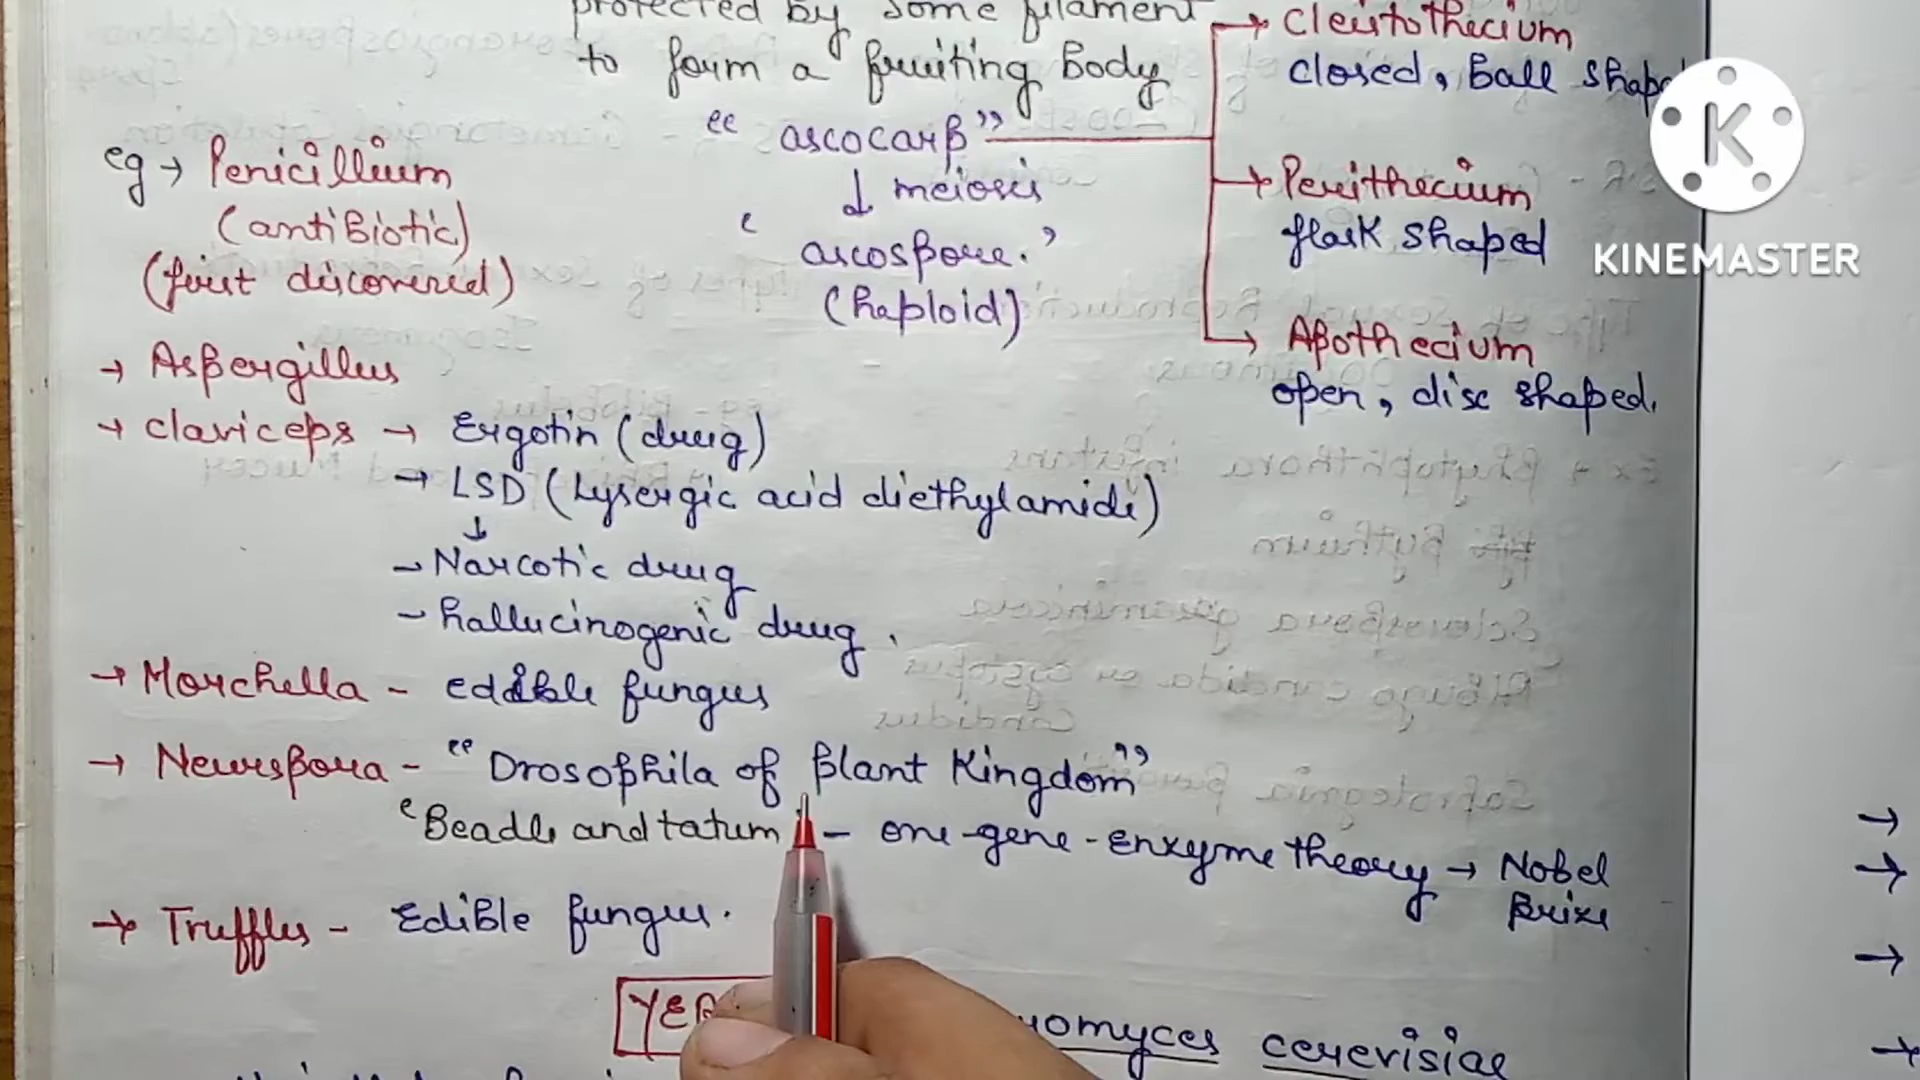 protected by some filament
to form a fruiting Body
"ascocarp"
↓ meiosis
'ascospore.'
(haploid)
→ Cleistothecium
closed, Ball shaped
→ Perithecium
flask shaped
→ Apothecium
open, disc shaped.
eg → Penicillium
(antiBiotic)
(first discovered)
→ Aspergillus
→ claviceps → Ergotin (drug)
→ LSD (Lysergic acid diethylamide)
↓
- Narcotic drug
- hallucinogenic drug.
→ Morchella - edible fungus
→ Neurospora - "Drosophila of plant Kingdom"
'Beadle and tatum' - one-gene-enzyme theory → Nobel
prize
→ Truffles - Edible fungus.
cerevisiae
K
KINEMASTER